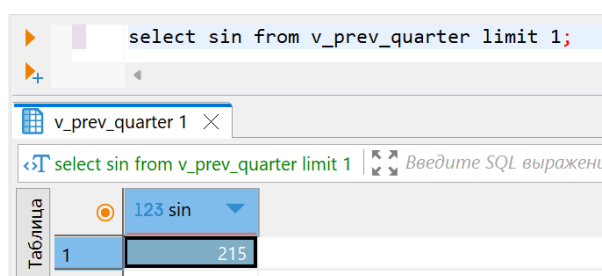 select sin from v_prev_quarter limit 1;
v_prev_quarter 1
T select sin from v_prev_quarter limit 1 Введите SQL
Таблица
123 sin
1 215